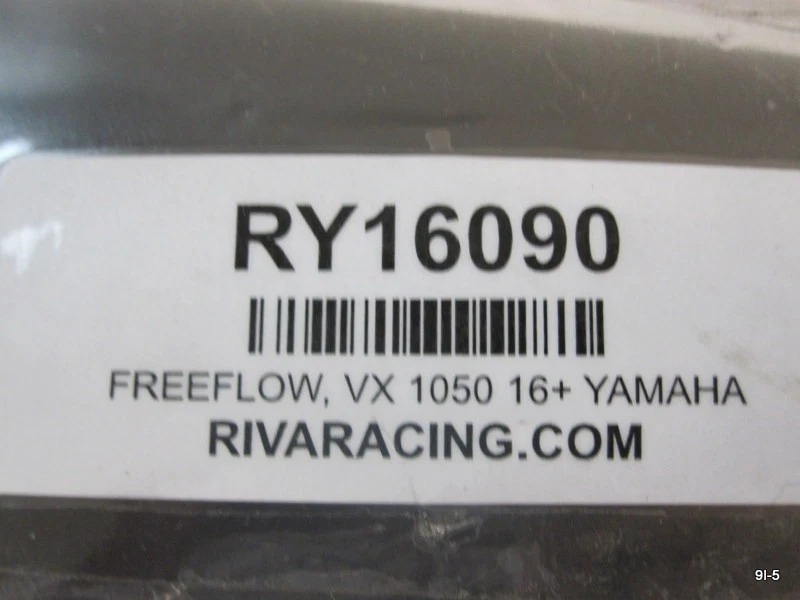 RY16090
FREEFLOW, VX 1050 16+ YAMAHA
RIVARACING.COM
9I-5